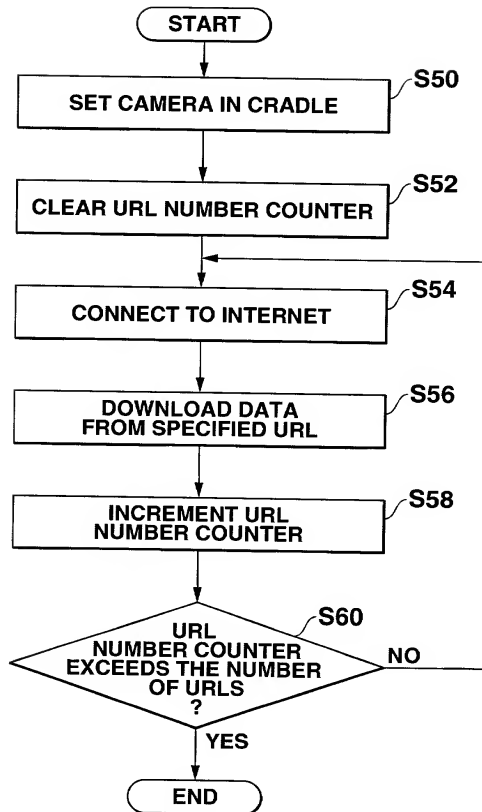 START
S50
SET CAMERA IN CRADLE
S52
CLEAR URL NUMBER COUNTER
S54
CONNECT TO INTERNET
S56
DOWNLOAD DATA
FROM SPECIFIED URL
S58
INCREMENT URL
NUMBER COUNTER
S60
URL
NUMBER COUNTER
EXCEEDS THE NUMBER
OF URLS
?
NO
YES
END